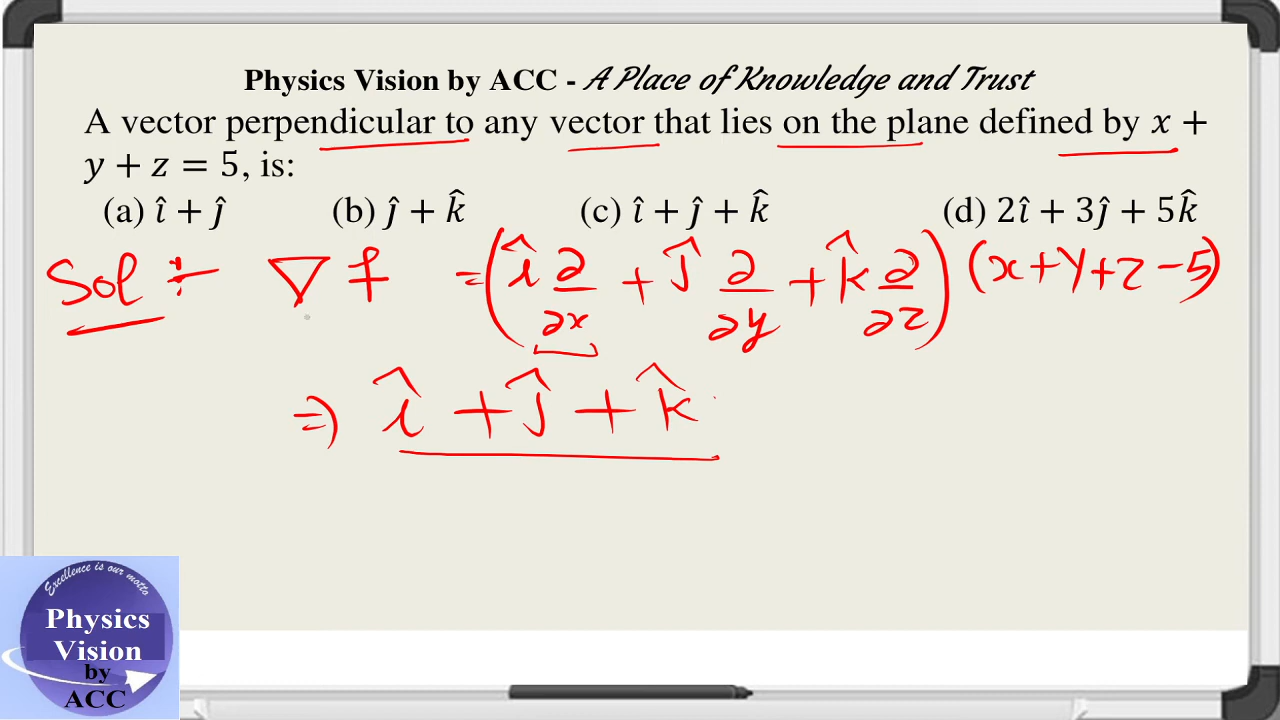 Physics Vision by ACC - A Place of Knowledge and Trust
A vector perpendicular to any vector that lies on the plane defined by 𝑥 +
𝑦 + 𝑧 = 5, is:
(a) î + ĵ (b) ĵ + k̂ (c) î + ĵ + k̂ (d) 2î + 3ĵ + 5k̂
Sol ÷ ∇ f = (î ∂/∂x + ĵ ∂/∂y + k̂ ∂/∂z) (x+y+z-5)
⇒ î + ĵ + k̂
Excellence is our motto
Physics
Vision
by
ACC